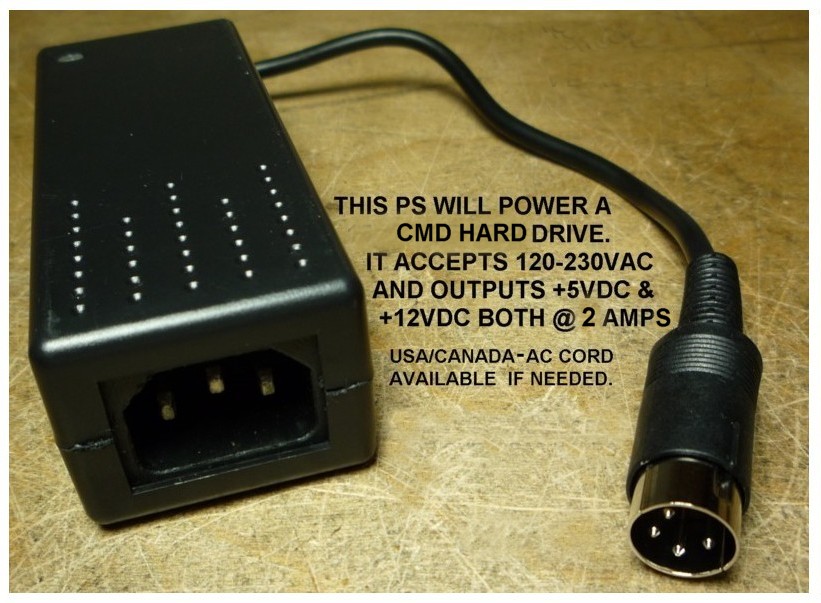 THIS PS WILL POWER A
CMD HARD DRIVE.
IT ACCEPTS 120-230VAC
AND OUTPUTS +5VDC &
+12VDC BOTH @ 2 AMPS
USA/CANADA-AC CORD
AVAILABLE IF NEEDED.